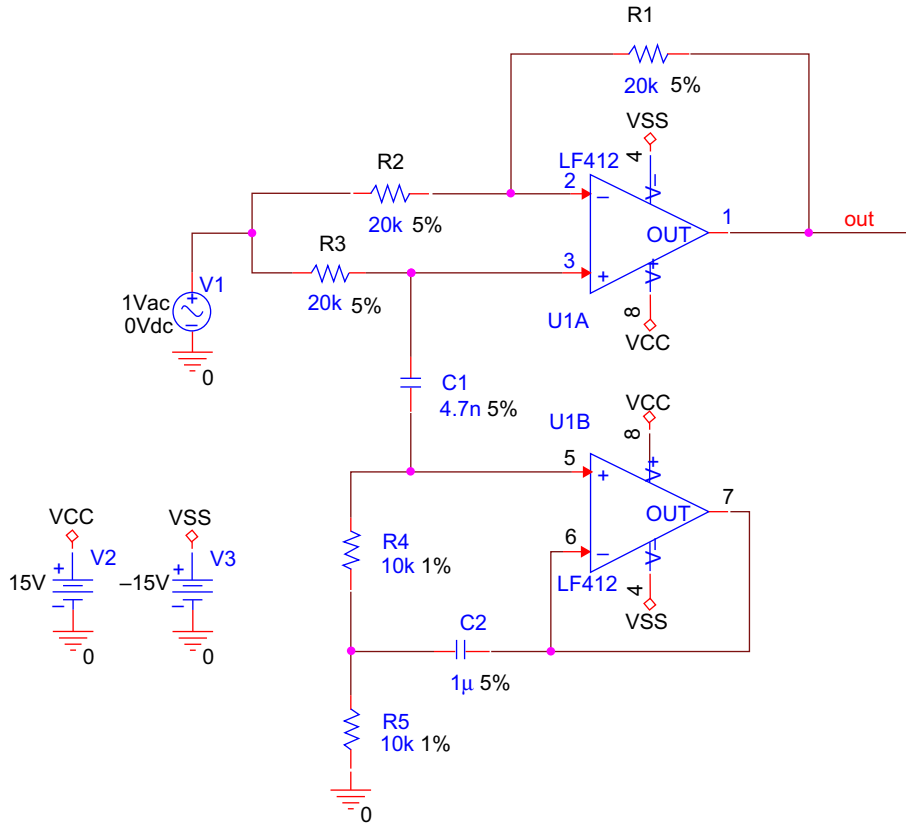 R1
20k 5%
VSS
4
LF412
V–
R2
20k 5%
2
–
OUT
1
out
R3
20k 5%
3
+
V+
8
VCC
U1A
V1
+
–
1Vac
0Vdc
0
C1
4.7n 5%
VCC
8
U1B
V+
5
+
OUT
7
6
–
LF412
V–
4
VSS
R4
10k 1%
VCC
V2
+
15V
–
0
VSS
V3
+
–15V
–
0
C2
1µ 5%
R5
10k 1%
0